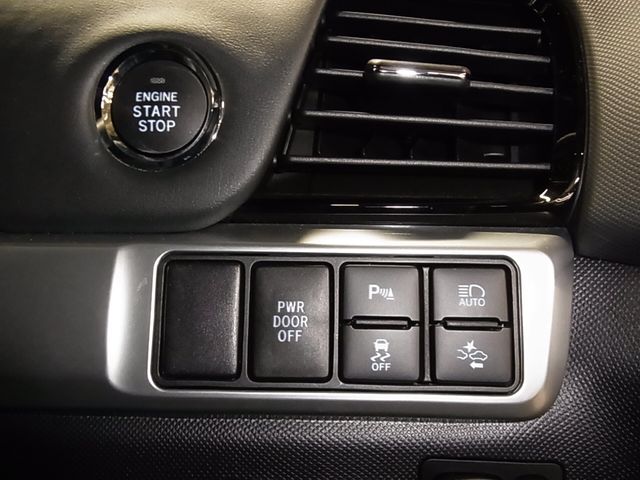 ENGINE
START
STOP
PWR
DOOR
OFF
P
AUTO
OFF